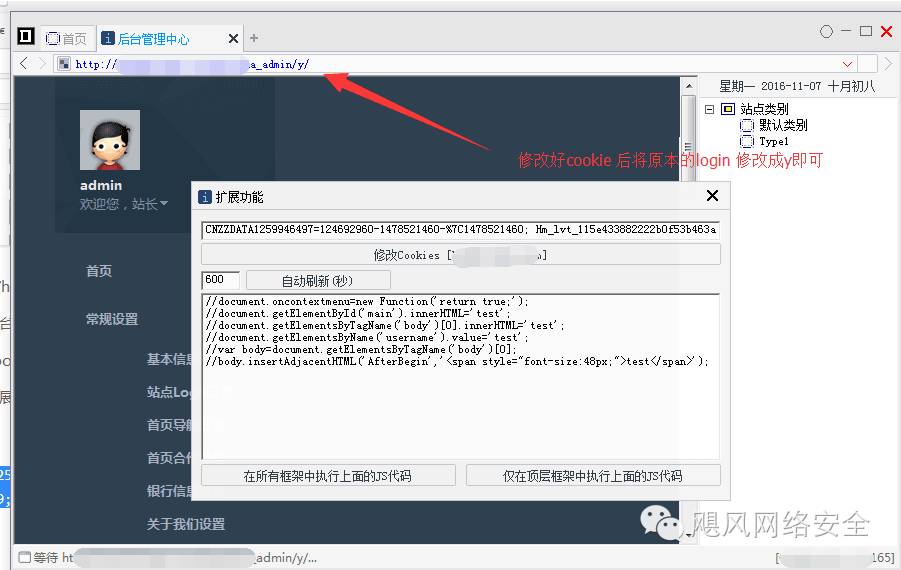 首页
后台管理中心
http://
a_admin/y/
星期一 2016-11-07 十月初八
站点类别
默认类别
Type1
修改好cookie 后将原本的login 修改成y即可
admin
欢迎您，站长
首页
常规设置
基本信息
站点Lo
首页导航
首页合作
银行信息
关于我们设置
扩展功能
CNZZDATA1259946497=124692960-1478521460-%7C1478521460; Hm_lvt_115e433882222b0f53b463a
修改Cookies [
]
600
自动刷新(秒)
//document.oncontextmenu=new Function('return true;');
//document.getElementById('main').innerHTML='test';
//document.getElementsByTagName('body')[0].innerHTML='test';
//document.getElementsByName('username').value='test';
//var body=document.getElementsByTagName('body')[0];
//body.insertAdjacentHTML('AfterBegin','<span style="font-size:48px;">test</span>');
在所有框架中执行上面的JS代码
仅在顶层框架中执行上面的JS代码
飓风网络安全
等待 ht
_admin/y/...
[
165]